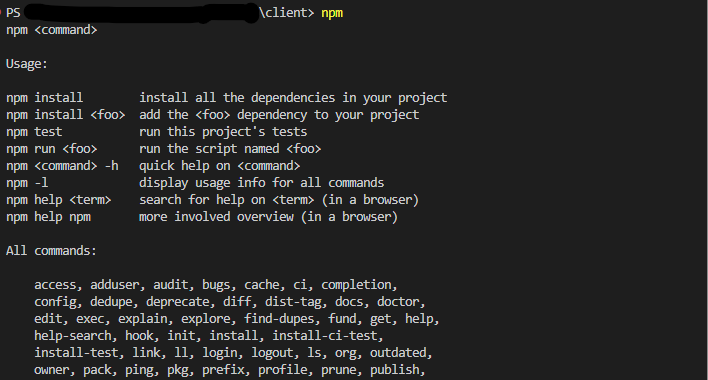 PS \client> npm
npm <command>
Usage:
npm install install all the dependencies in your project
npm install <foo> add the <foo> dependency to your project
npm test run this project's tests
npm run <foo> run the script named <foo>
npm <command> -h quick help on <command>
npm -l display usage info for all commands
npm help <term> search for help on <term> (in a browser)
npm help npm more involved overview (in a browser)
All commands:
access, adduser, audit, bugs, cache, ci, completion,
config, dedupe, deprecate, diff, dist-tag, docs, doctor,
edit, exec, explain, explore, find-dupes, fund, get, help,
help-search, hook, init, install, install-ci-test,
install-test, link, ll, login, logout, ls, org, outdated,
owner, pack, ping, pkg, prefix, profile, prune, publish,